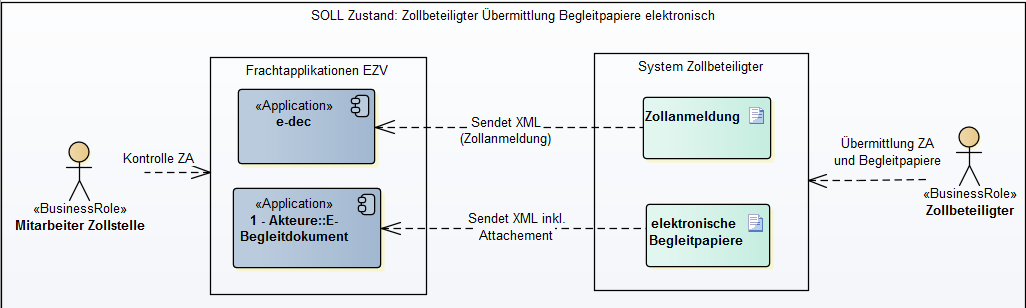 SOLL Zustand: Zollbeteiligter Übermittlung Begleitpapiere elektronisch
Frachtapplikationen EZV
System Zollbeteiligter
«Application»
e-dec
Sendet XML
(Zollanmeldung)
Zollanmeldung
Kontrolle ZA
Übermittlung ZA
und Begleitpapiere
«BusinessRole»
Mitarbeiter Zollstelle
«BusinessRole»
Zollbeteiligter
«Application»
1 - Akteure::E-
Begleitdokument
Sendet XML inkl.
Attachement
elektronische
Begleitpapiere